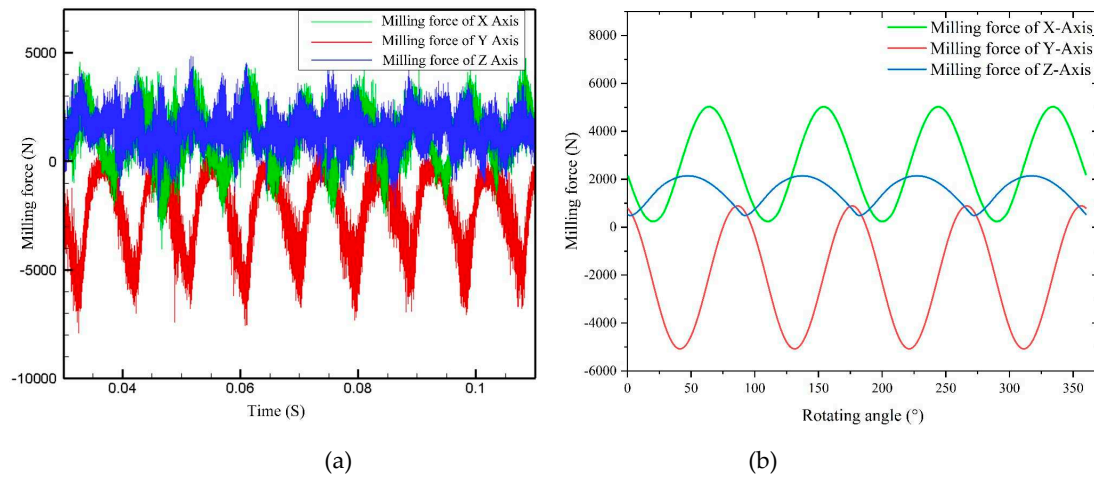 Milling force of X Axis
Milling force of Y Axis
Milling force of Z Axis
5000
0
-5000
-10000
Milling force (N)
0.04
0.06
0.08
0.1
Time (S)
(a)
Milling force of X-Axis
Milling force of Y-Axis
Milling force of Z-Axis
8000
6000
4000
2000
0
-2000
-4000
-6000
Milling force (N)
0
50
100
150
200
250
300
350
Rotating angle (°)
(b)